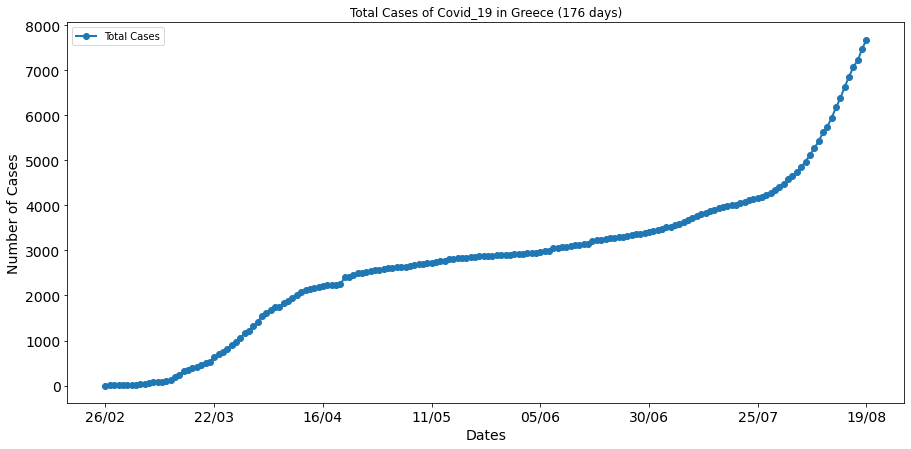 Total Cases of Covid_19 in Greece (176 days)
Total Cases
8000
7000
6000
5000
4000
3000
2000
1000
0
Number of Cases
26/02 22/03 16/04 11/05 05/06 30/06 25/07 19/08
Dates